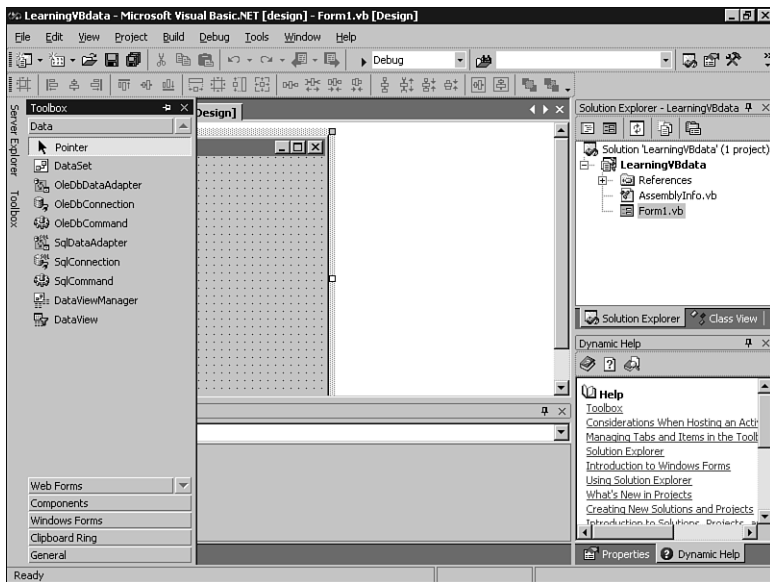 LearningVBdata - Microsoft Visual Basic.NET [design] - Form1.vb [Design]
File Edit View Project Build Debug Tools Window Help
Debug
Server Explorer
Toolbox
Toolbox
Data
Pointer
DataSet
OleDbDataAdapter
OleDbConnection
OleDbCommand
SqlDataAdapter
SqlConnection
SqlCommand
DataViewManager
DataView
Web Forms
Components
Windows Forms
Clipboard Ring
General
Design]
Solution Explorer - LearningVBdata
Solution 'LearningVBdata' (1 project)
LearningVBdata
References
AssemblyInfo.vb
Form1.vb
Solution Explorer Class View
Dynamic Help
Help
Toolbox
Considerations When Hosting an Acti
Managing Tabs and Items in the Toolb
Solution Explorer
Introduction to Windows Forms
Using Solution Explorer
What's New in Projects
Creating New Solutions and Projects
Introduction to Solutions, Projects, a
Properties Dynamic Help
Ready